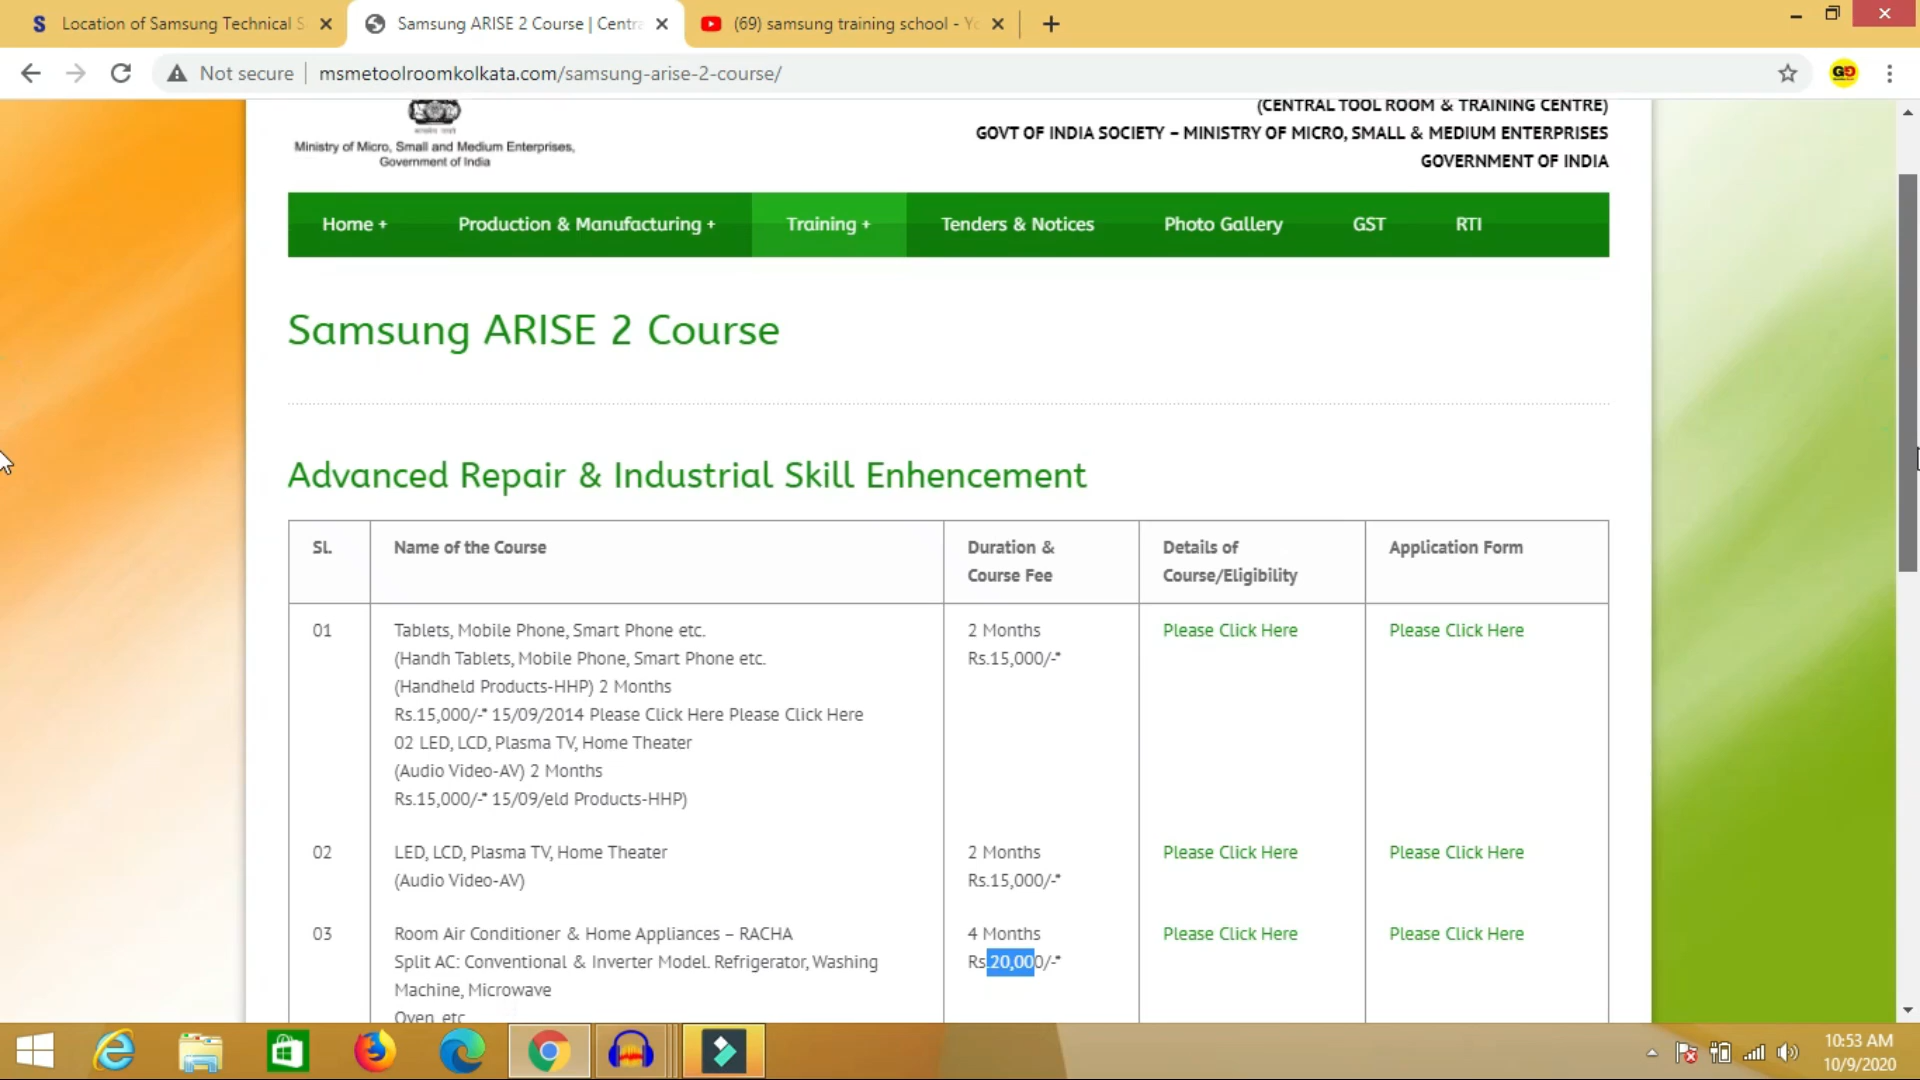 Location of Samsung Technical S
Samsung ARISE 2 Course | Centra
(69) samsung training school - Yo
Not secure
msmetoolroomkolkata.com/samsung-arise-2-course/
Ministry of Micro, Small and Medium Enterprises,
Government of India
(CENTRAL TOOL ROOM & TRAINING CENTRE)
GOVT OF INDIA SOCIETY – MINISTRY OF MICRO, SMALL & MEDIUM ENTERPRISES
GOVERNMENT OF INDIA
Home +
Production & Manufacturing +
Training +
Tenders & Notices
Photo Gallery
GST
RTI
Samsung ARISE 2 Course
Advanced Repair & Industrial Skill Enhencement
SL
Name of the Course
Duration &
Course Fee
Details of
Course/Eligibility
Application Form
01
Tablets, Mobile Phone, Smart Phone etc.
(Handh Tablets, Mobile Phone, Smart Phone etc.
(Handheld Products-HHP) 2 Months
Rs.15,000/-* 15/09/2014 Please Click Here Please Click Here
02 LED, LCD, Plasma TV, Home Theater
(Audio Video-AV) 2 Months
Rs.15,000/-* 15/09/eld Products-HHP)
2 Months
Rs.15,000/-*
Please Click Here
Please Click Here
02
LED, LCD, Plasma TV, Home Theater
(Audio Video-AV)
2 Months
Rs.15,000/-*
Please Click Here
Please Click Here
03
Room Air Conditioner & Home Appliances – RACHA
Split AC: Conventional & Inverter Model. Refrigerator, Washing
Machine, Microwave
Oven, etc
4 Months
Rs.20,000/-*
Please Click Here
Please Click Here
10:53 AM
10/9/2020